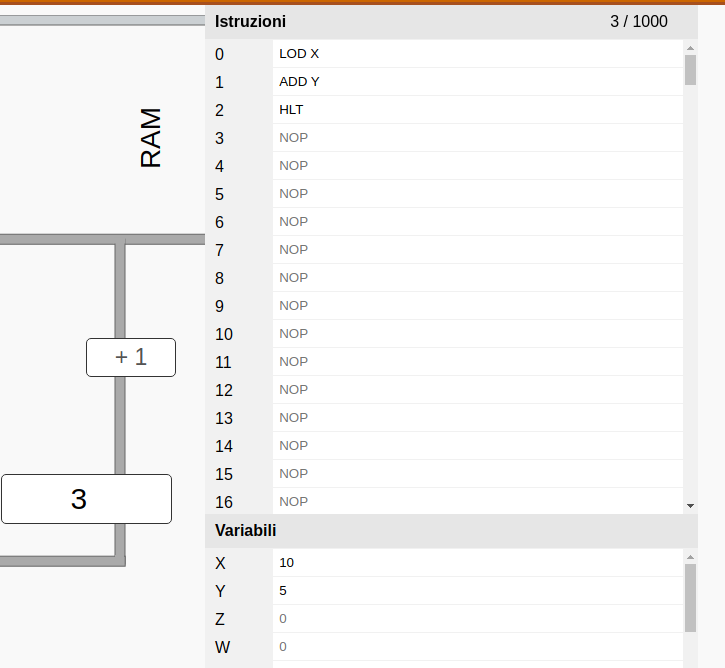 Istruzioni 3 / 1000
0 LOD X
1 ADD Y
2 HLT
3 NOP
4 NOP
5 NOP
6 NOP
7 NOP
8 NOP
9 NOP
10 NOP
11 NOP
12 NOP
13 NOP
14 NOP
15 NOP
16 NOP
Variabili
X 10
Y 5
Z 0
W 0
RAM
+ 1
3